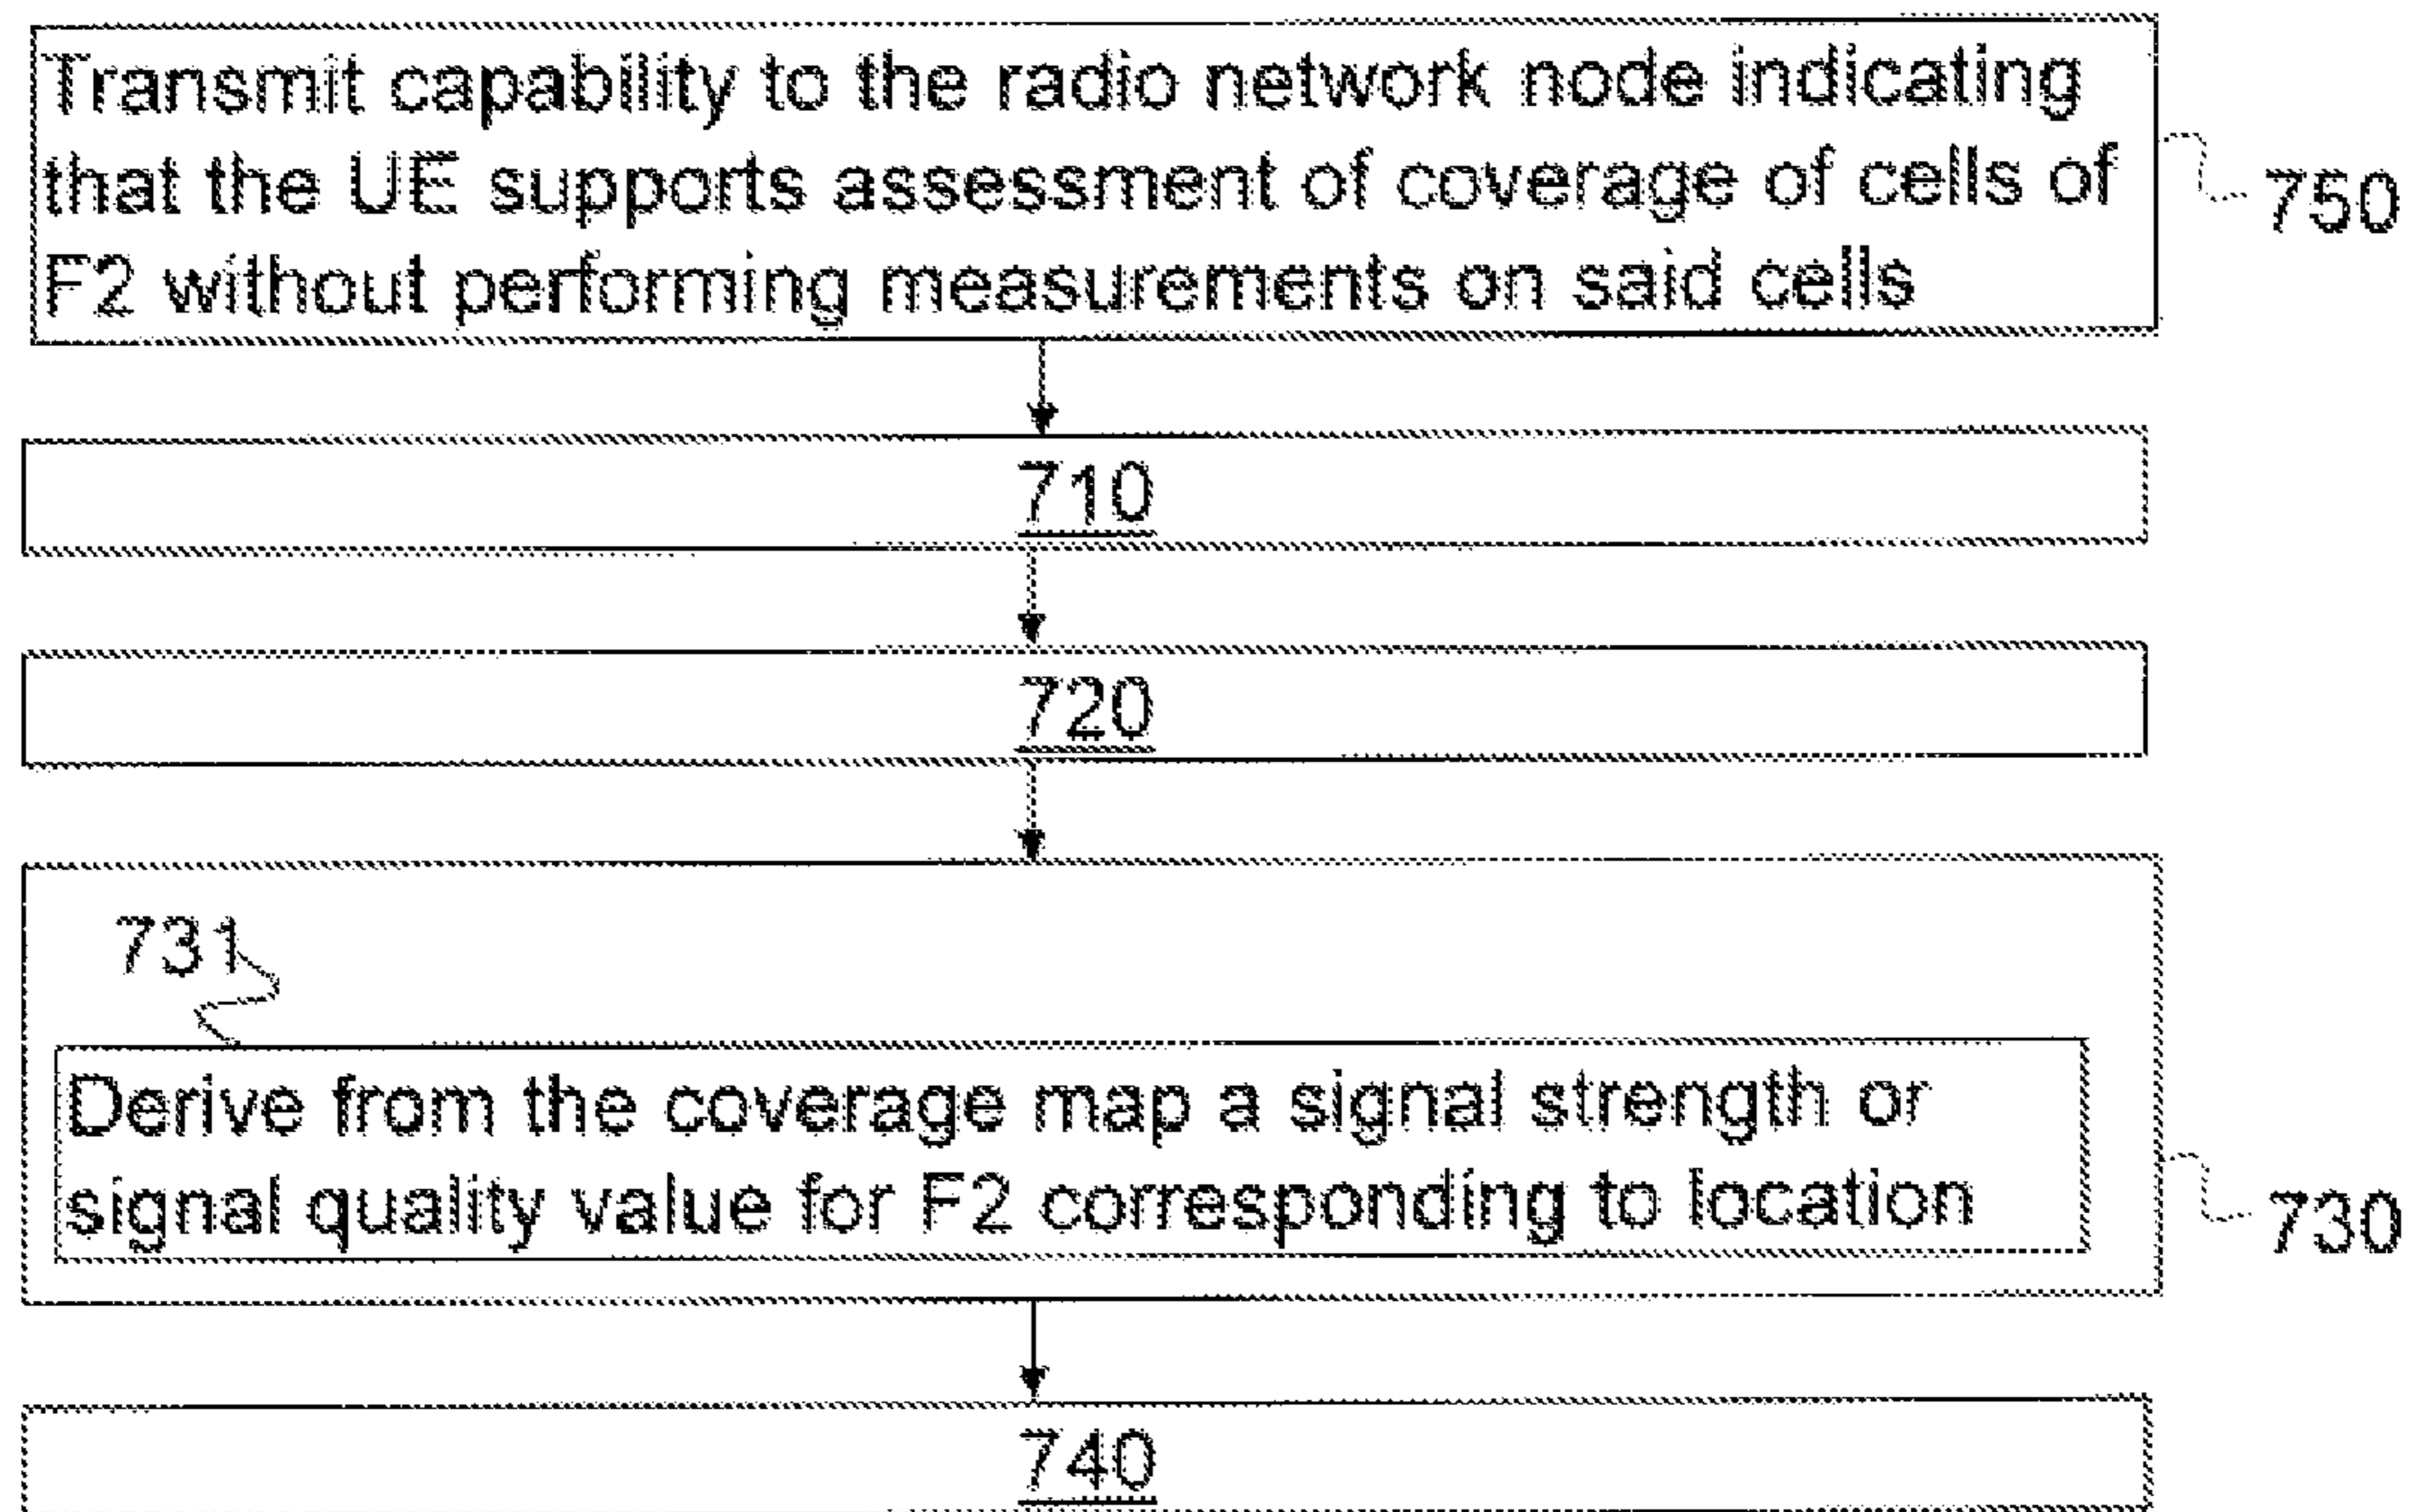 Transmit capability to the radio network node indicating
that the UE supports assessment of coverage of cells of
F2 without performing measurements on said cells
750
710
720
731
Derive from the coverage map a signal strength or
signal quality value for F2 corresponding to location
730
740